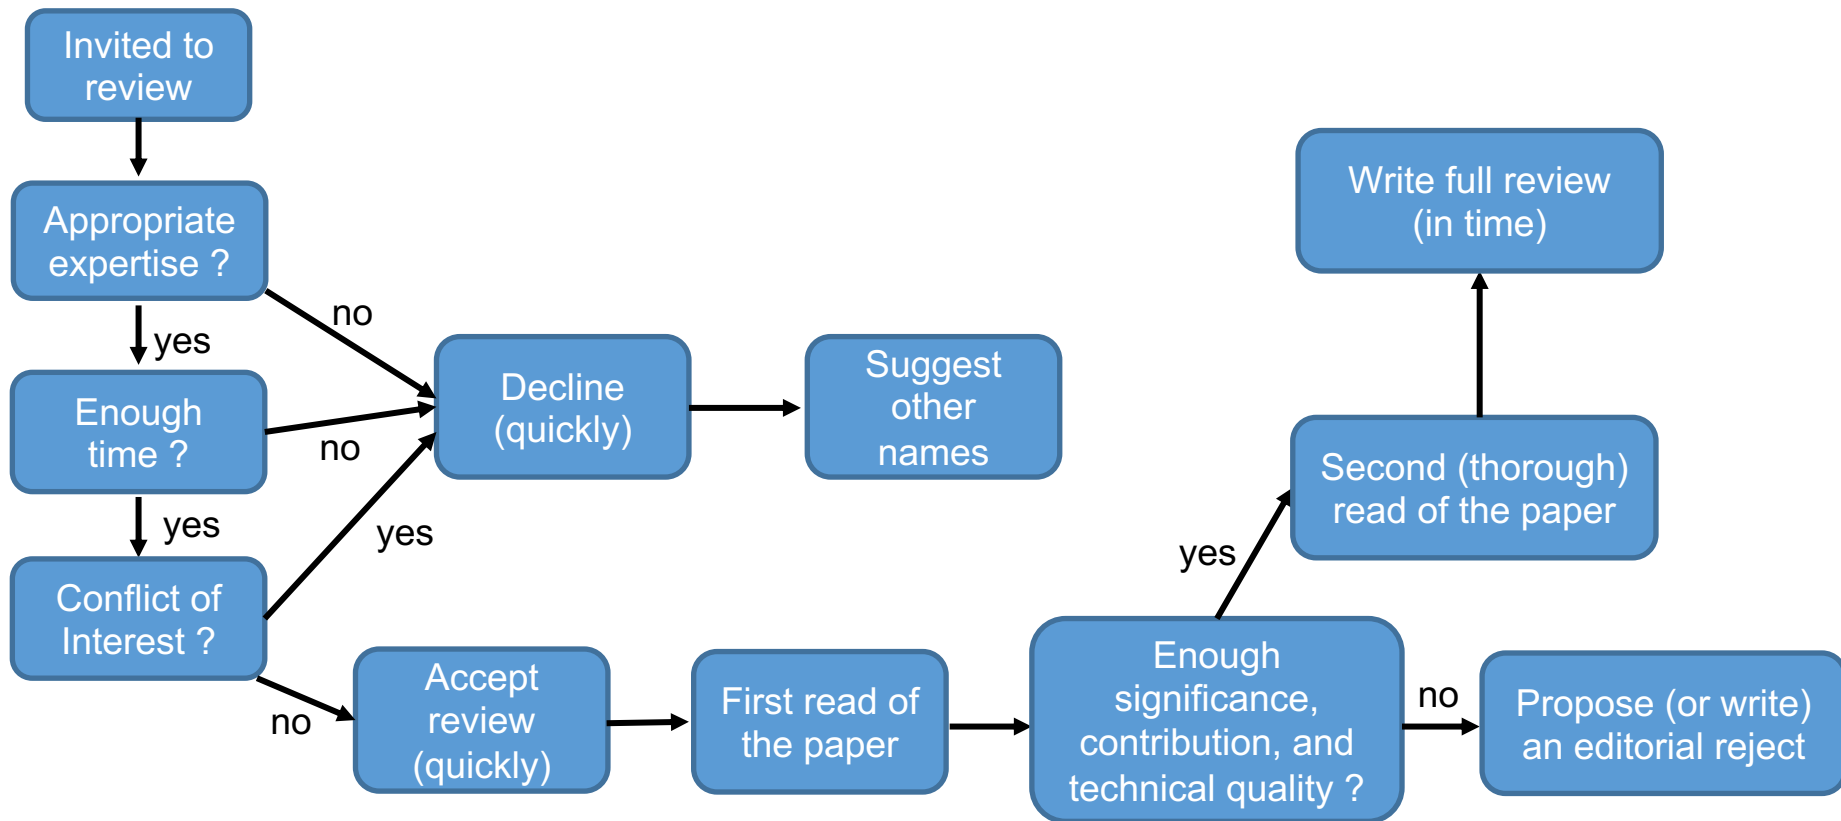 Invited to
review
Appropriate
expertise ?
no
yes
Enough
time ?
no
yes
Conflict of
Interest ?
yes
no
Decline
(quickly)
Suggest
other
names
Accept
review
(quickly)
First read of
the paper
Enough
significance,
contribution, and
technical quality ?
yes
no
Propose (or write)
an editorial reject
Second (thorough)
read of the paper
Write full review
(in time)